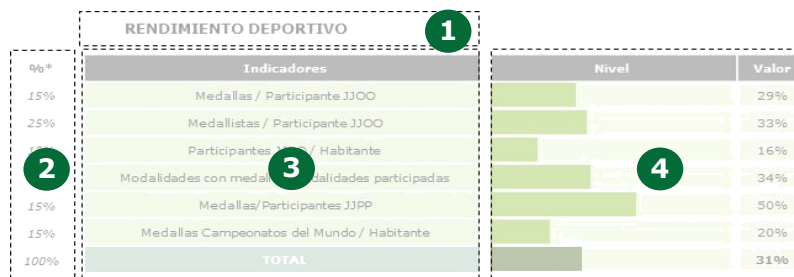 RENDIMIENTO DEPORTIVO 1
%* Indicadores Nivel Valor
15% Medallas / Participante JJOO 29%
25% Medallistas / Participante JJOO 33%
Participantes / Habitante 16%
2 Modalidades con 3 participadas 4 34%
15% Medallas/Participantes JJPP 50%
15% Medallas Campeonatos del Mundo / Habitante 20%
100% TOTAL 31%